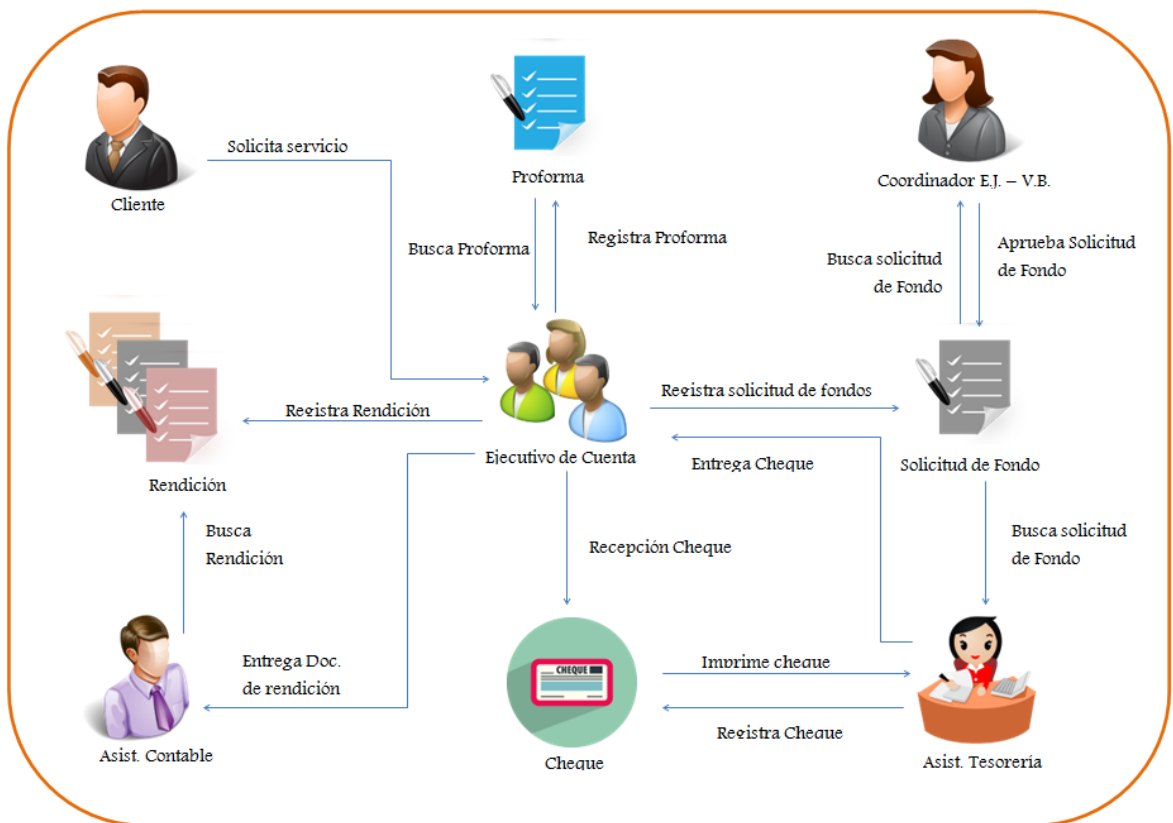 Solicita servicio
Cliente
Proforma
Coordinador E.J. – V.B.
Busca Proforma
Registra Proforma
Busca solicitud
de Fondo
Aprueba Solicitud
de Fondo
Registra Rendición
Registra solicitud de fondos
Ejecutivo de Cuenta
Entrega Cheque
Solicitud de Fondo
Rendición
Busca
Rendición
Recepción Cheque
Busca solicitud
de Fondo
Entrega Doc.
de rendición
CHEQUE
Imprime cheque
Registra Cheque
Asist. Contable
Cheque
Asist. Tesorería